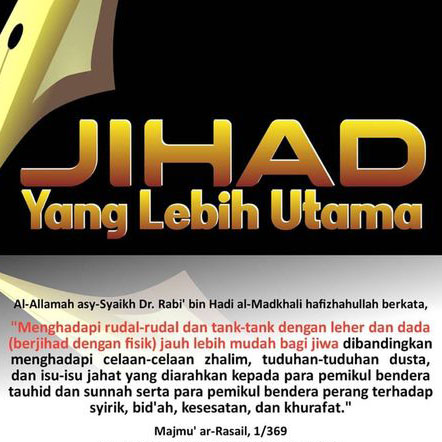 JIHAD
Yang Lebih Utama
Al-Allamah asy-Syaikh Dr. Rabi' bin Hadi al-Madkhali hafizhahullah berkata,
"Menghadapi rudal-rudal dan tank-tank dengan leher dan dada
(berjihad dengan fisik) jauh lebih mudah bagi jiwa dibandingkan
menghadapi celaan-celaan zhalim, tuduhan-tuduhan dusta,
dan isu-isu jahat yang diarahkan kepada para pemikul bendera
tauhid dan sunnah serta para pemikul bendera perang terhadap
syirik, bid'ah, kesesatan, dan khurafat."
Majmu' ar-Rasail, 1/369